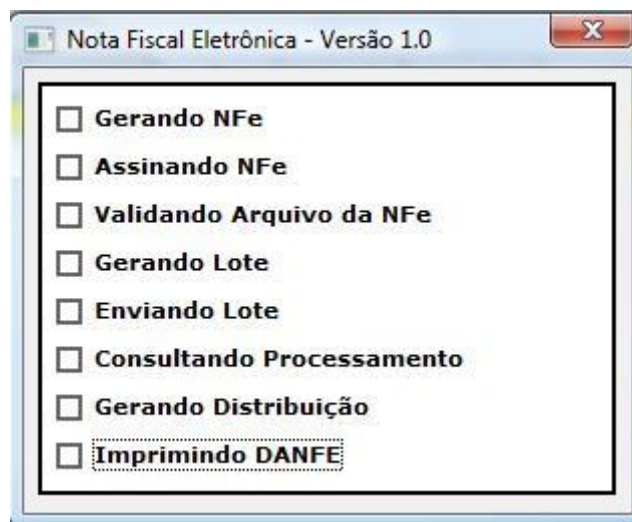 Nota Fiscal Eletrônica - Versão 1.0
Gerando NFe
Assinando NFe
Validando Arquivo da NFe
Gerando Lote
Enviando Lote
Consultando Processamento
Gerando Distribuição
Imprimindo DANFE